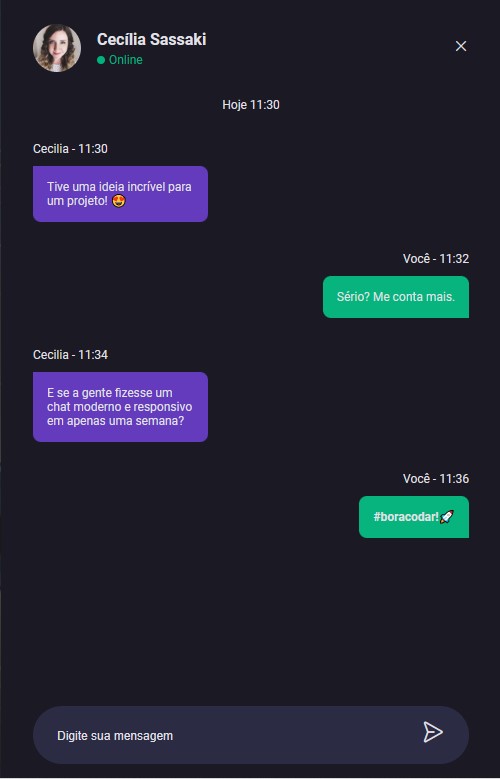 Cecília Sassaki
Online
Hoje 11:30
Cecilia - 11:30
Tive uma ideia incrível para
um projeto! 🤩
Você - 11:32
Sério? Me conta mais.
Cecilia - 11:34
E se a gente fizesse um
chat moderno e responsivo
em apenas uma semana?
Você - 11:36
#boracodar!🚀
Digite sua mensagem